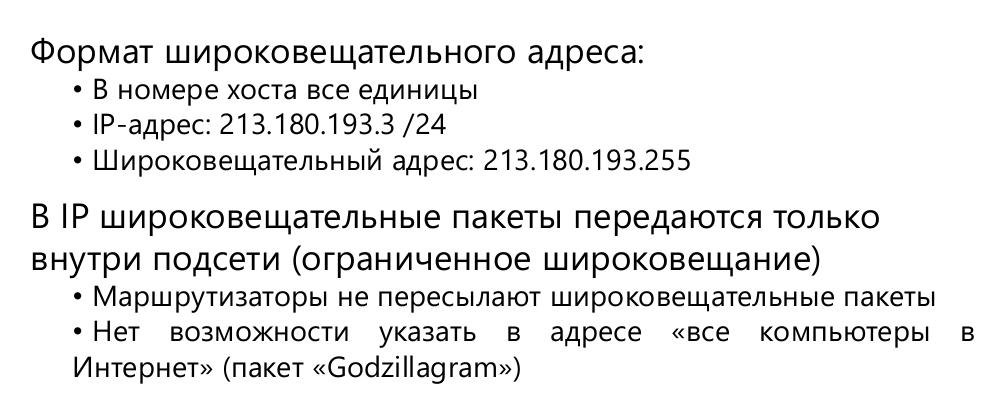 Формат широковещательного адреса:
• В номере хоста все единицы
• IP-адрес: 213.180.193.3 /24
• Широковещательный адрес: 213.180.193.255
В IP широковещательные пакеты передаются только
внутри подсети (ограниченное широковещание)
• Маршрутизаторы не пересылают широковещательные пакеты
• Нет возможности указать в адресе «все компьютеры в
Интернет» (пакет «Godzillagram»)